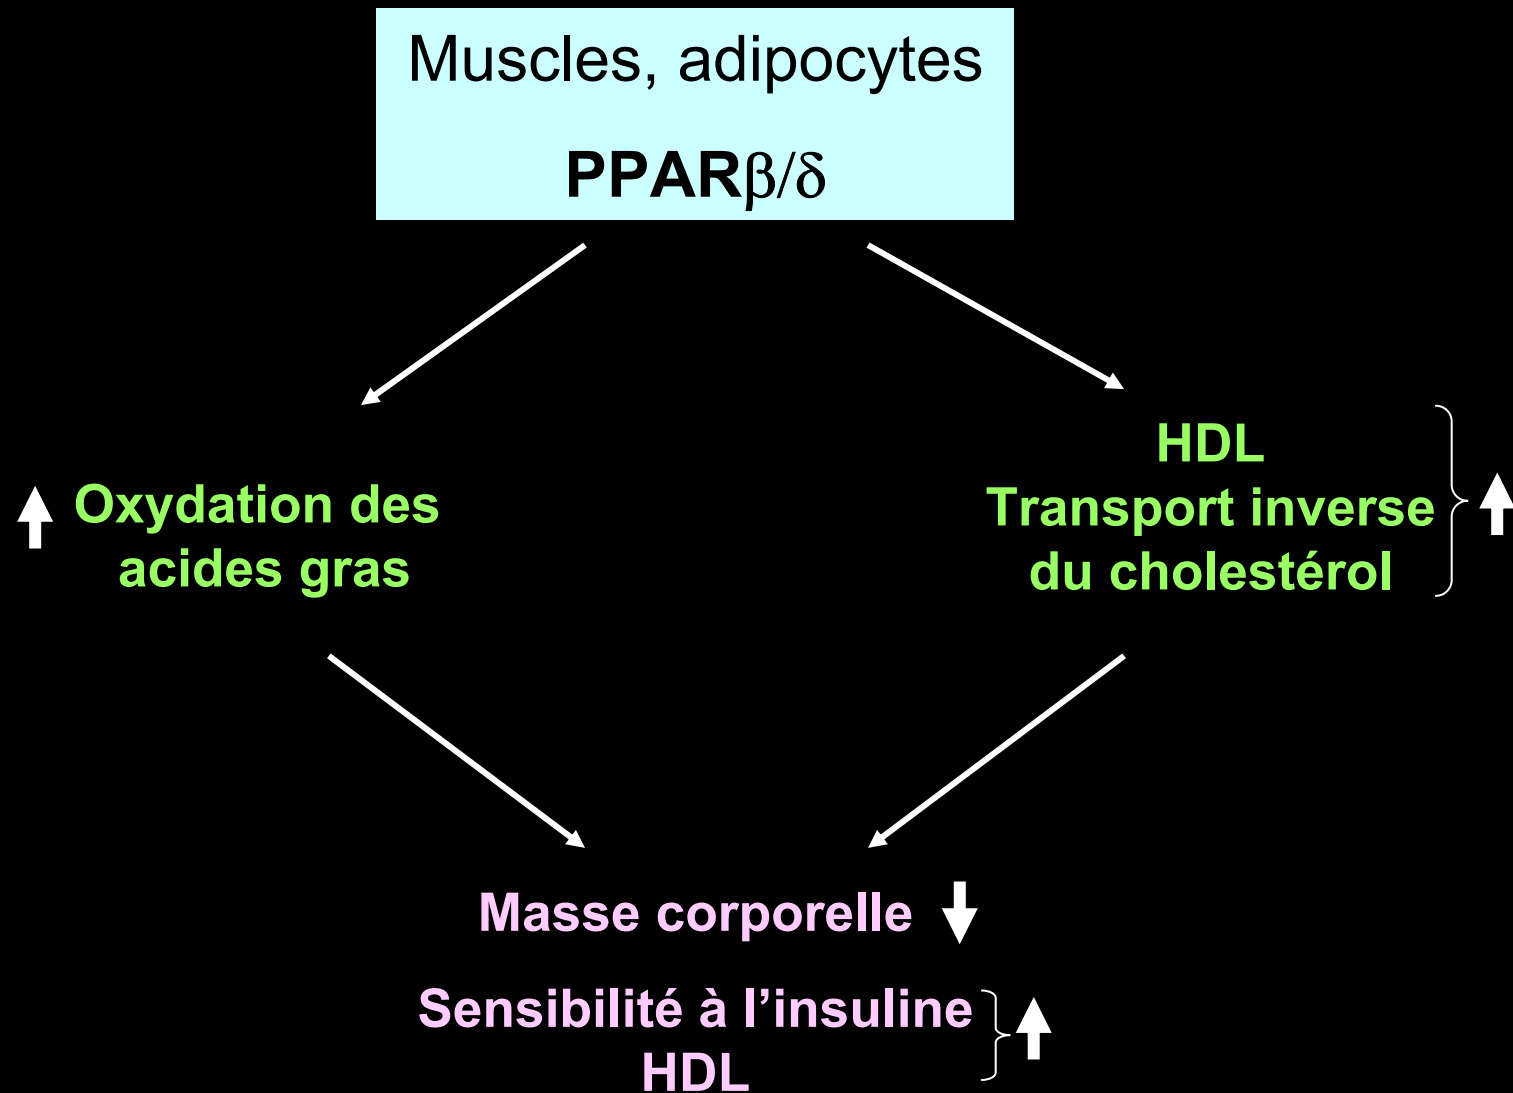 Muscles, adipocytes
PPARβ/δ
Oxydation des
acides gras
HDL
Transport inverse
du cholestérol
Masse corporelle
Sensibilité à l’insuline
HDL